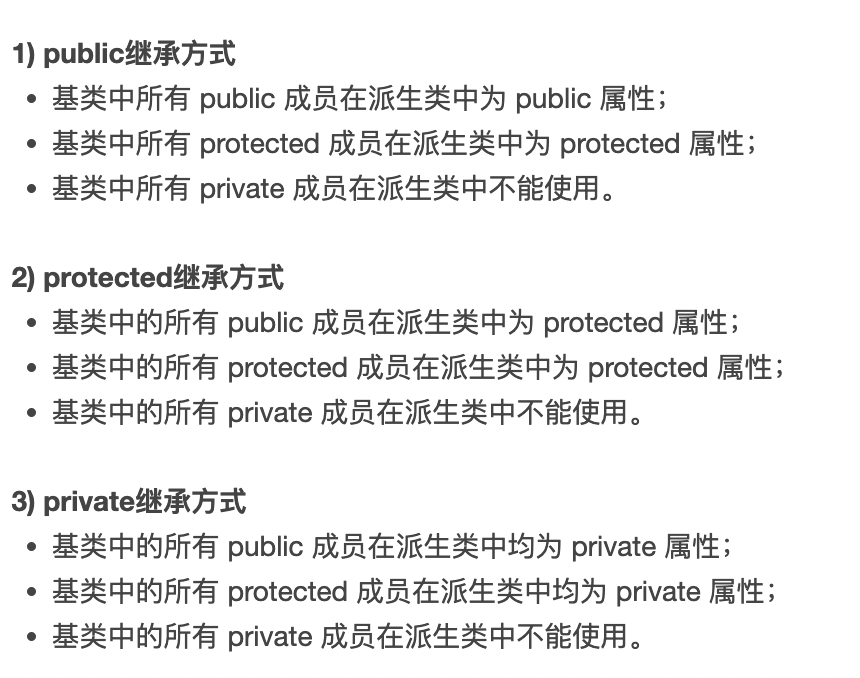 1) public继承方式
• 基类中所有 public 成员在派生类中为 public 属性；
• 基类中所有 protected 成员在派生类中为 protected 属性；
• 基类中所有 private 成员在派生类中不能使用。
2) protected继承方式
• 基类中的所有 public 成员在派生类中为 protected 属性；
• 基类中的所有 protected 成员在派生类中为 protected 属性；
• 基类中的所有 private 成员在派生类中不能使用。
3) private继承方式
• 基类中的所有 public 成员在派生类中均为 private 属性；
• 基类中的所有 protected 成员在派生类中均为 private 属性；
• 基类中的所有 private 成员在派生类中不能使用。